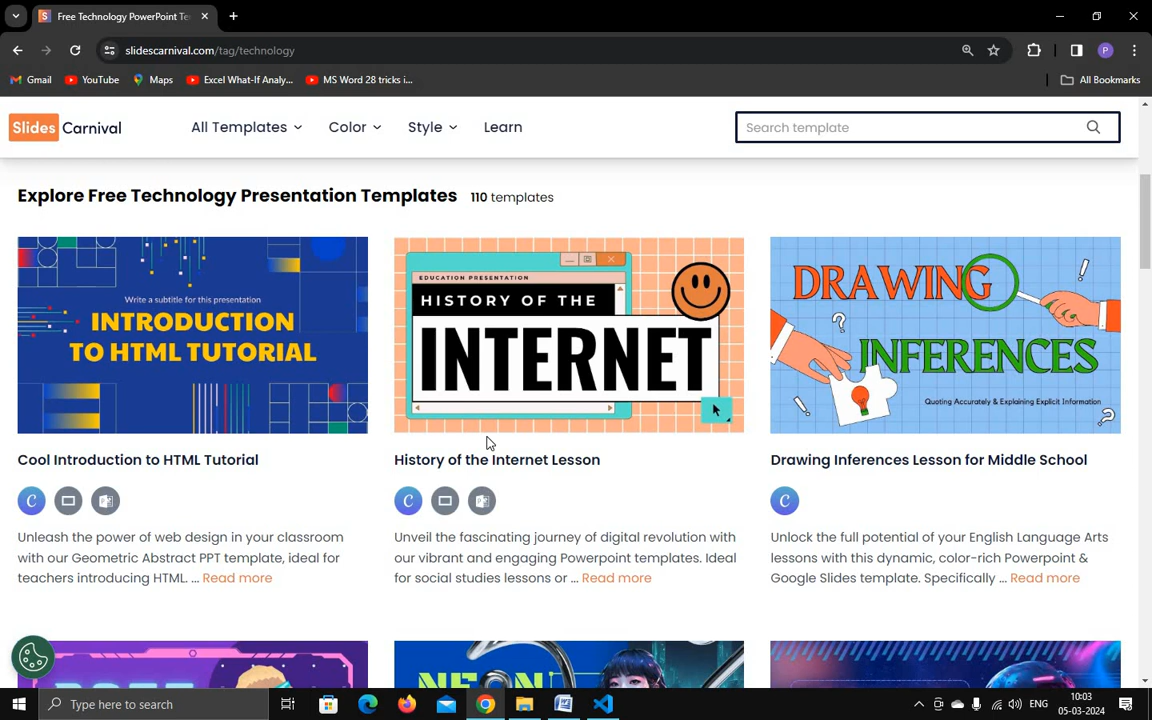 Free Technology PowerPoint Te
slidescarnival.com/tag/technology
P
Gmail
YouTube
Maps
Excel What-If Analy...
MS Word 28 tricks i...
All Bookmarks
Slides Carnival
All Templates
Color
Style
Learn
Search template
Explore Free Technology Presentation Templates 110 templates
Write a subtitle for this presentation
INTRODUCTION
TO HTML TUTORIAL
EDUCATION PRESENTATION
HISTORY OF THE
INTERNET
DRAWING
INFERENCES
Quoting Accurately & Explaining Explicit Information
Cool Introduction to HTML Tutorial
Unleash the power of web design in your classroom
with our Geometric Abstract PPT template, ideal for
teachers introducing HTML. ... Read more
History of the Internet Lesson
Unveil the fascinating journey of digital revolution with
our vibrant and engaging Powerpoint templates. Ideal
for social studies lessons or ... Read more
Drawing Inferences Lesson for Middle School
Unlock the full potential of your English Language Arts
lessons with this dynamic, color-rich Powerpoint &
Google Slides template. Specifically ... Read more
NEON
Type here to search
ENG
10:03
05-03-2024